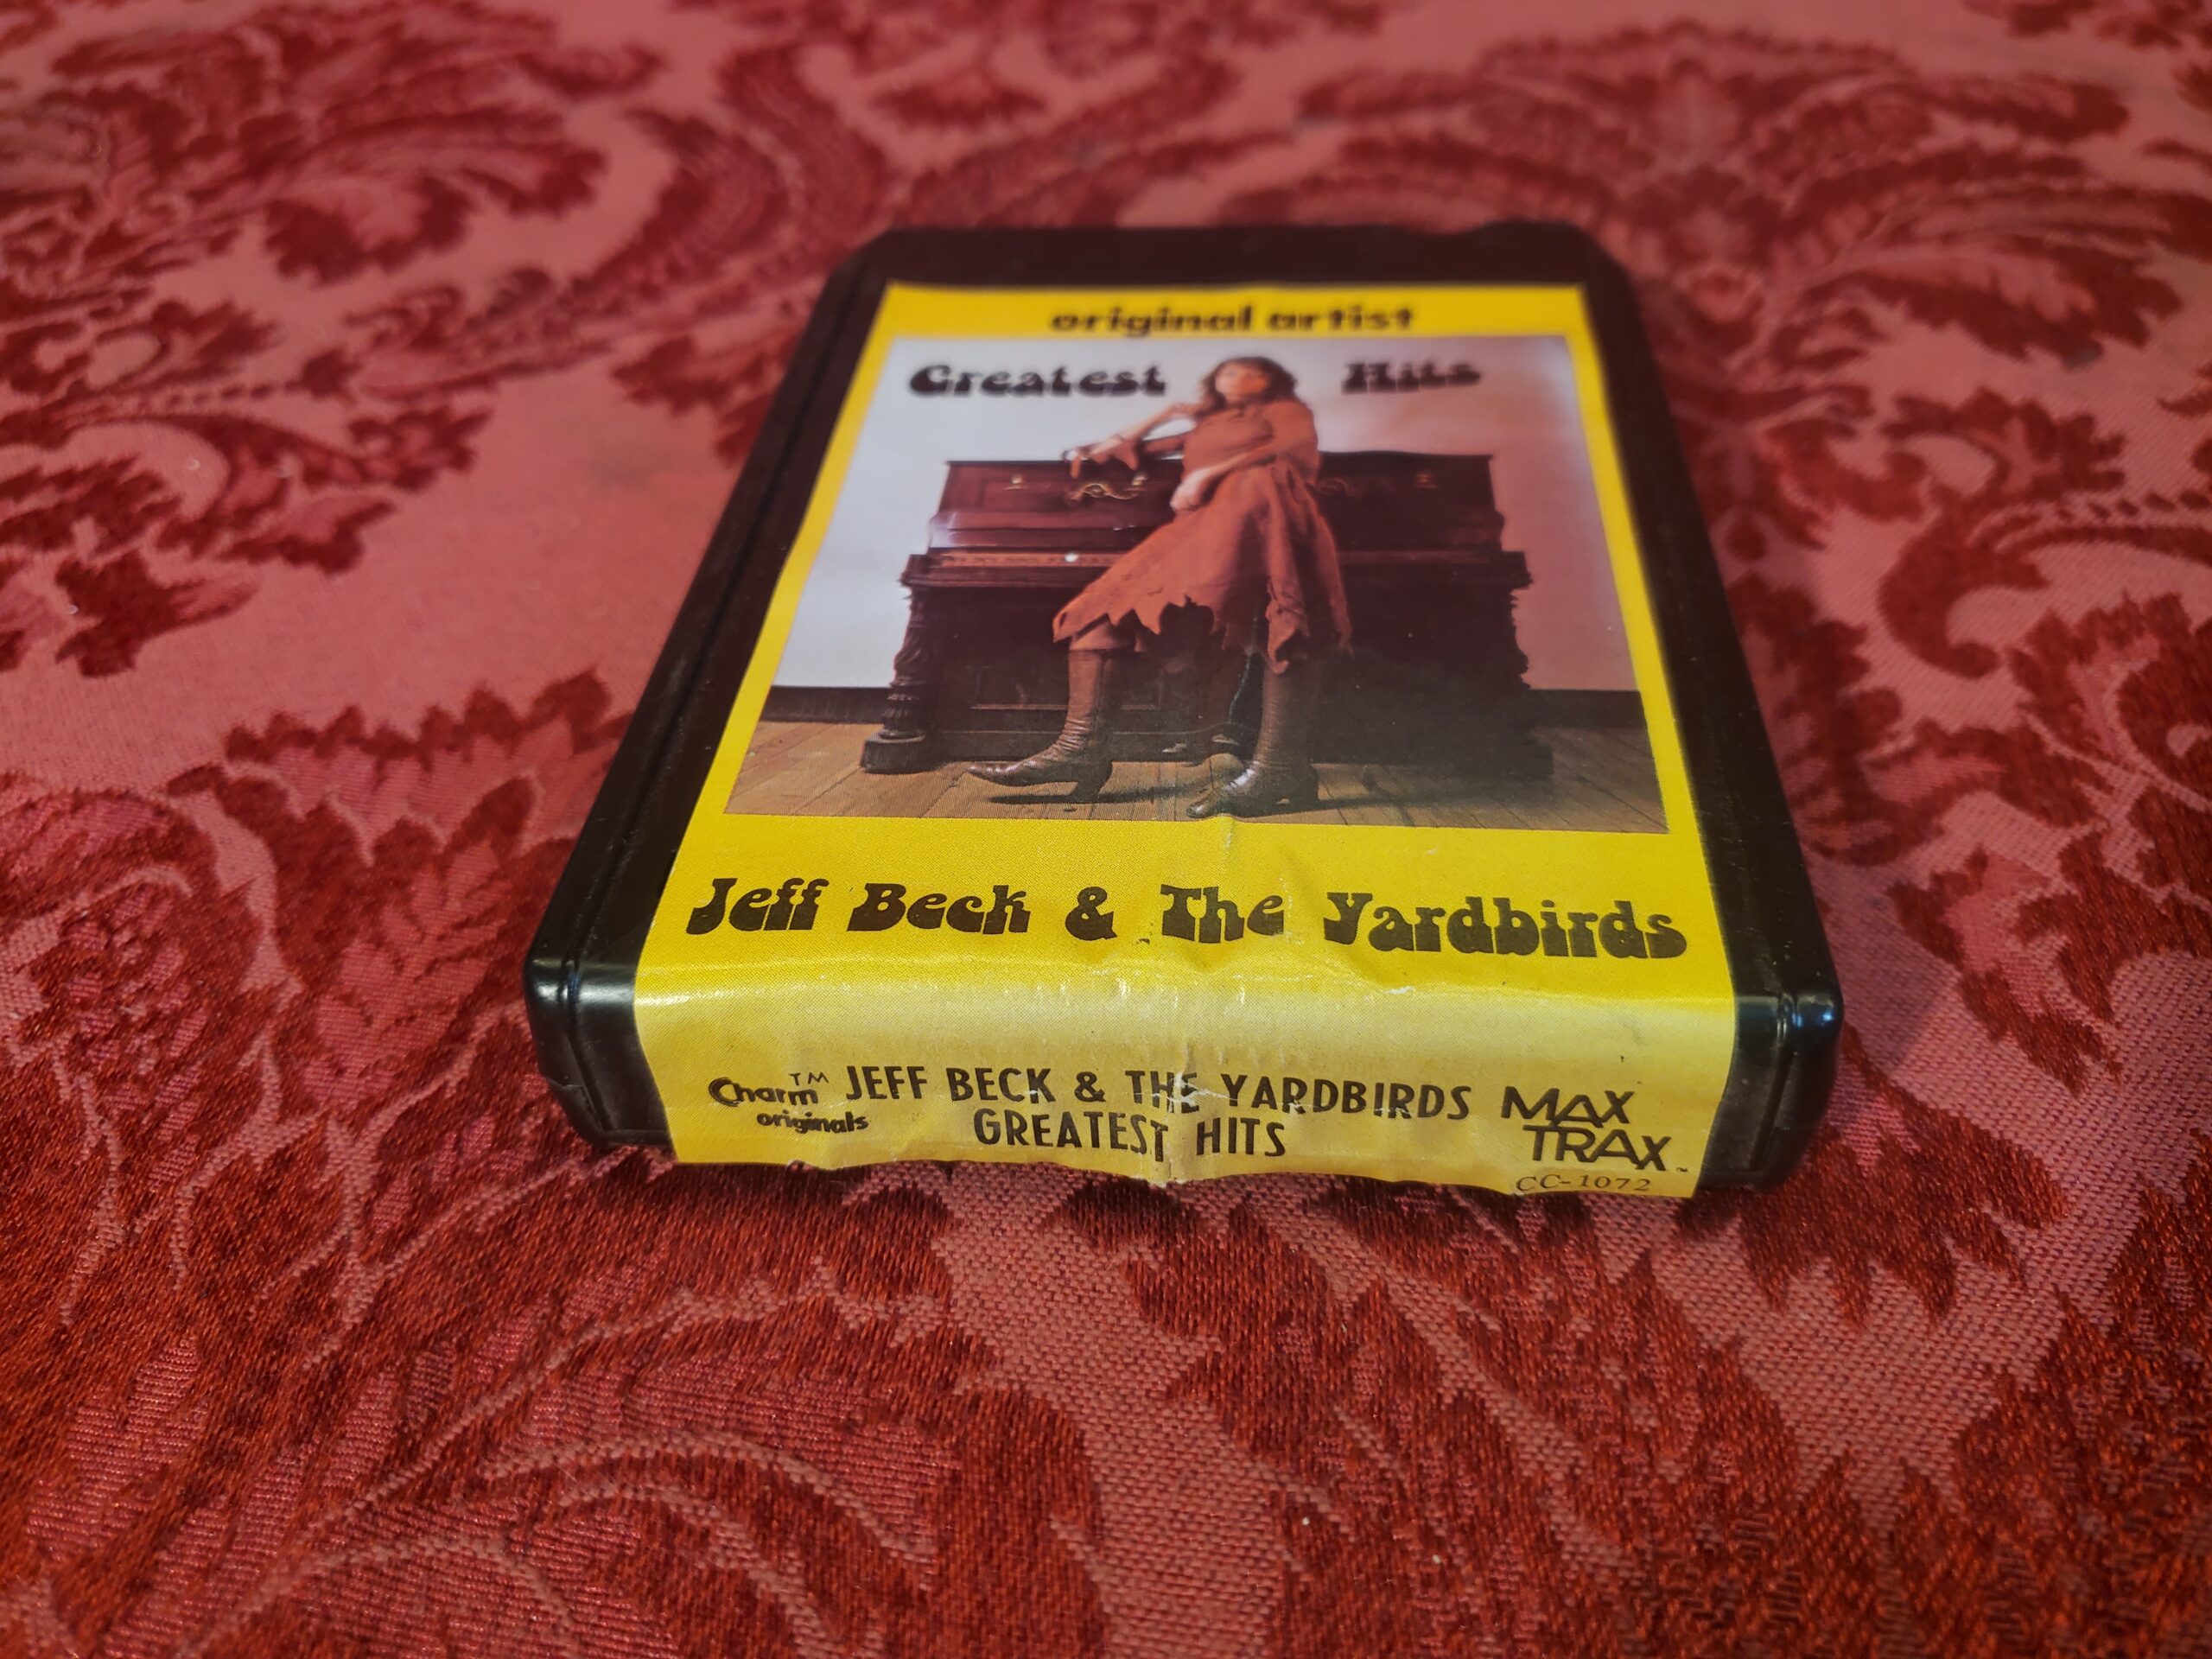 original artist
Greatest Hits
Jeff Beck & The Yardbirds
Charm™
originals
JEFF BECK & THE YARDBIRDS
GREATEST HITS
MAX
TRAX™
CC-1072